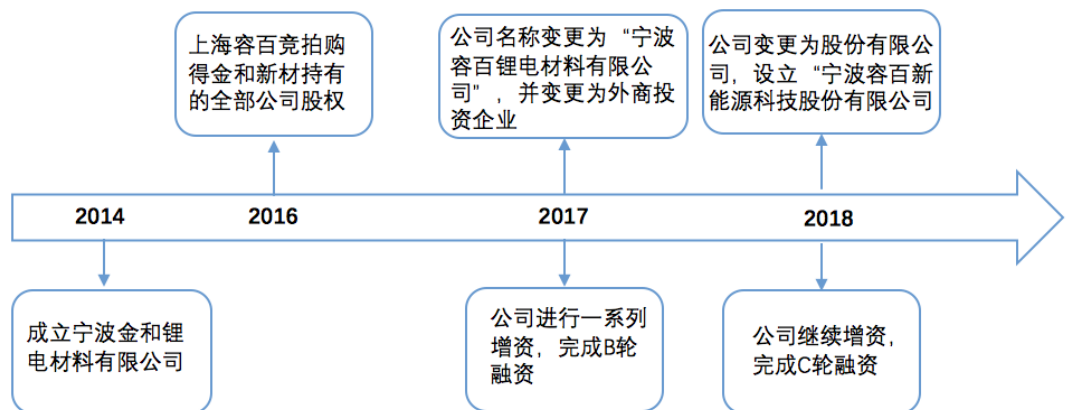 上海容百竞拍购
得金和新材持有
的全部公司股权
公司名称变更为“宁波
容百锂电材料有限公
司”，并变更为外商投
资企业
公司变更为股份有限公
司，设立“宁波容百新
能源科技股份有限公司
2014
2016
2017
2018
成立宁波金和锂
电材料有限公司
公司进行一系列
增资，完成B轮
融资
公司继续增资，
完成C轮融资